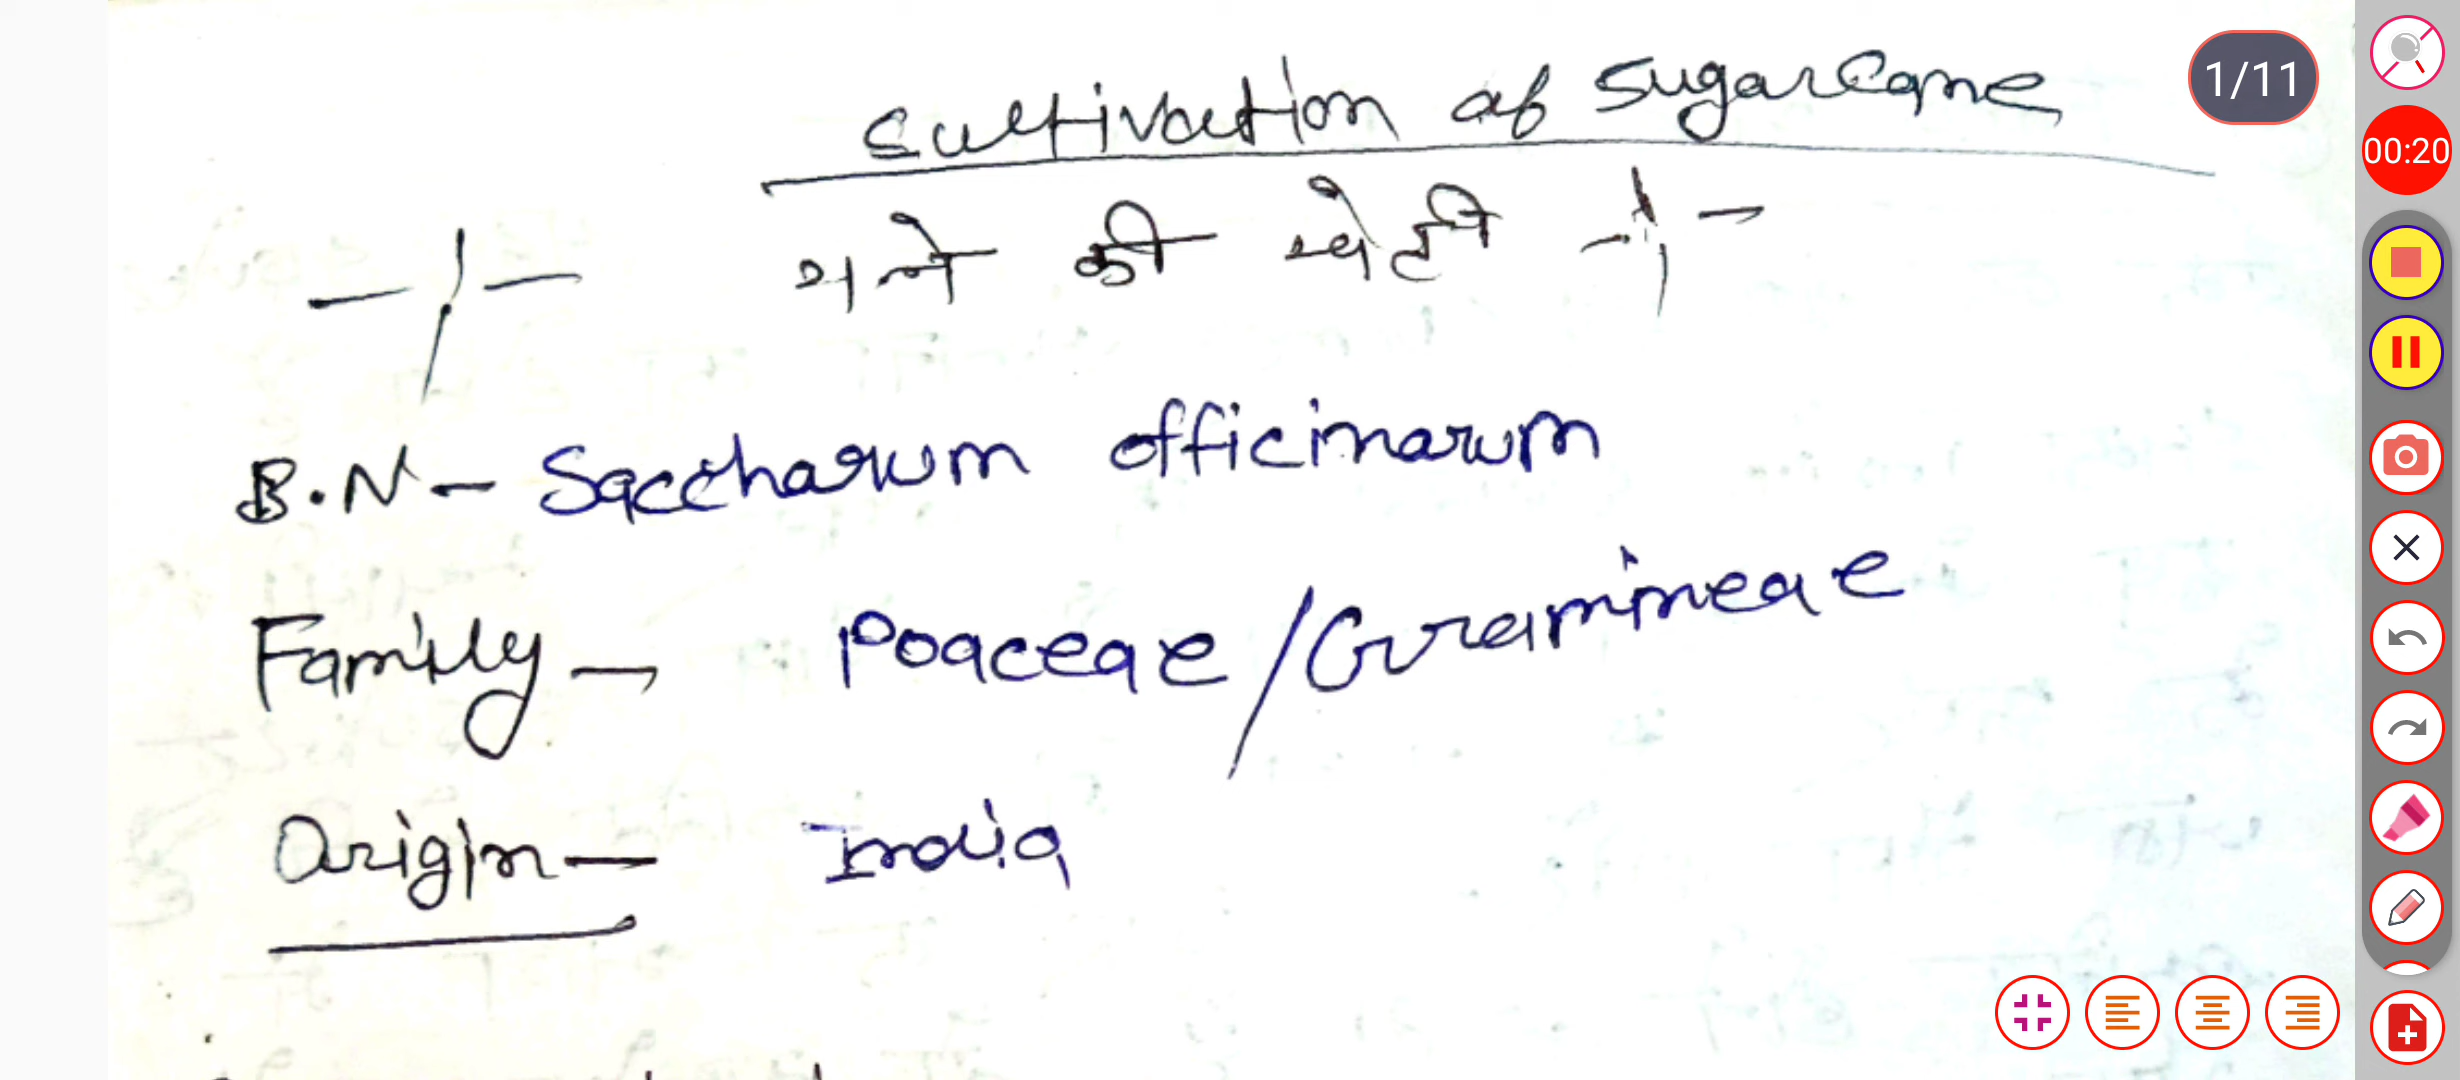 Cultivation of Sugarcane
1/11
00:20
गन्ने की खेती
B.N- Saccharum officinarum
Family - Poaceae/Gramineae
Origin - India